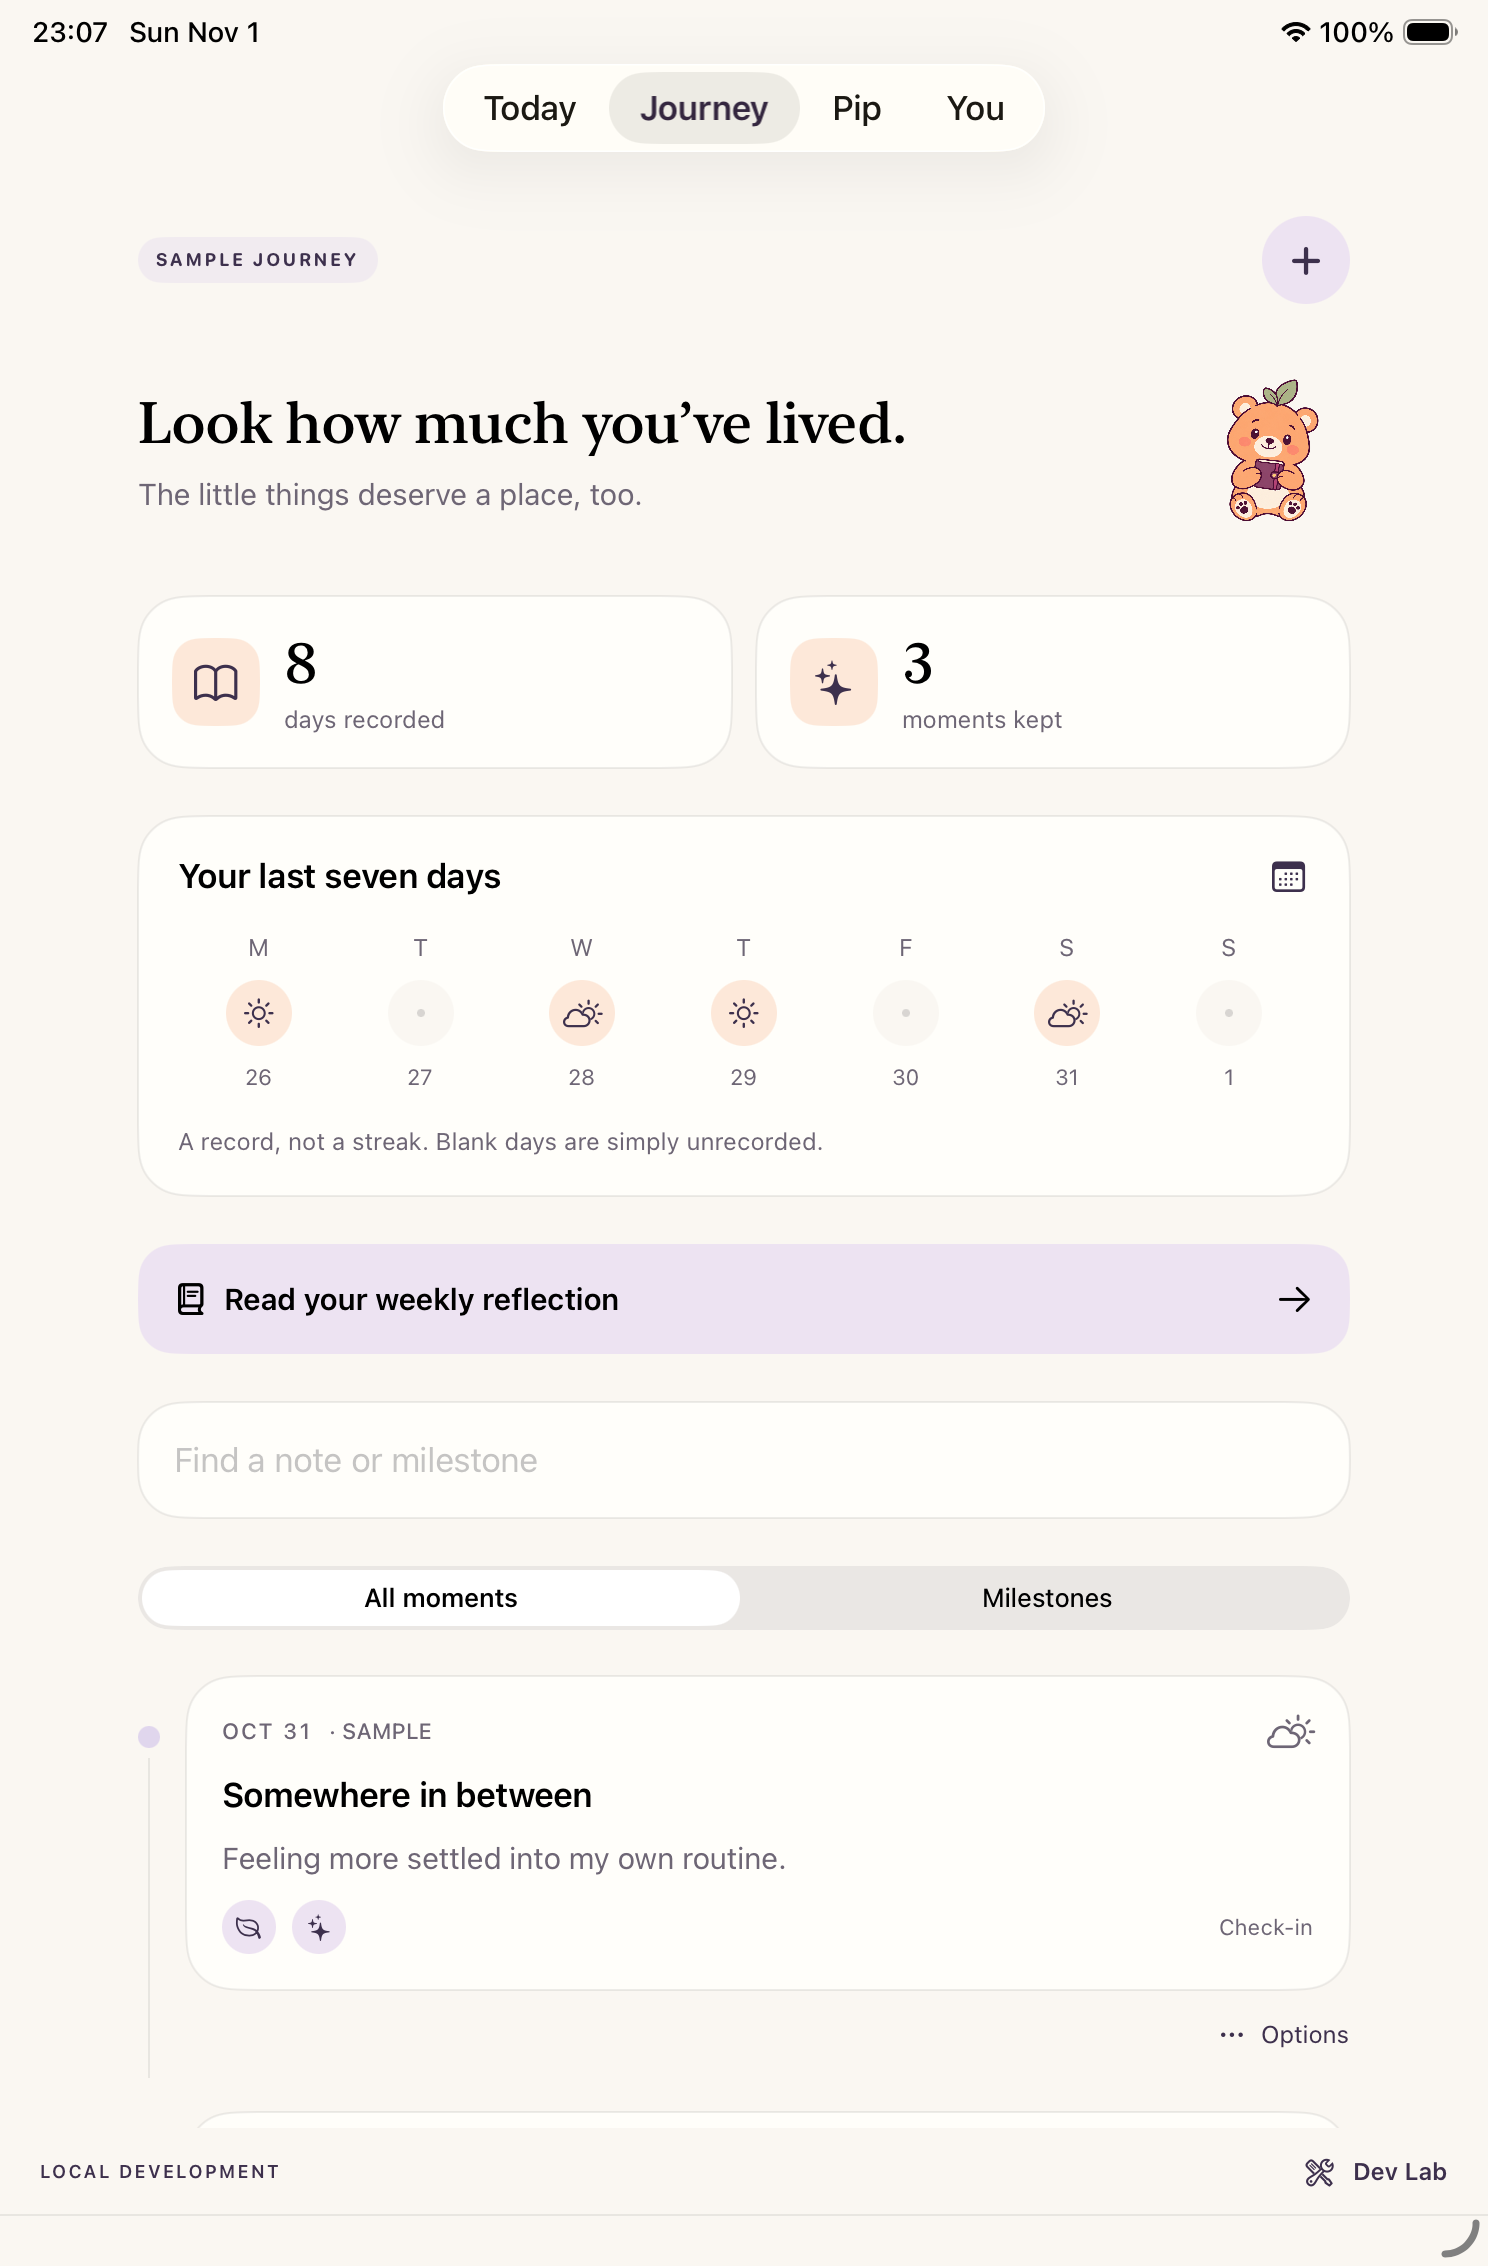 23:07 Sun Nov 1
100%
Today Journey Pip You
SAMPLE JOURNEY
Look how much you’ve lived.
The little things deserve a place, too.
8
days recorded
3
moments kept
Your last seven days
M T W T F S S
26 27 28 29 30 31 1
A record, not a streak. Blank days are simply unrecorded.
Read your weekly reflection
Find a note or milestone
All moments Milestones
OCT 31 · SAMPLE
Somewhere in between
Feeling more settled into my own routine.
Check-in
Options
LOCAL DEVELOPMENT
Dev Lab